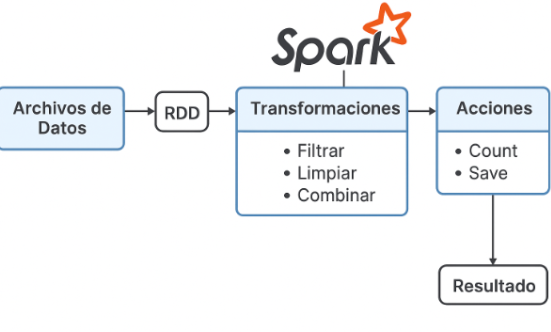 Spark
Archivos de
Datos
RDD
Transformaciones
• Filtrar
• Limpiar
• Combinar
Acciones
• Count
• Save
Resultado